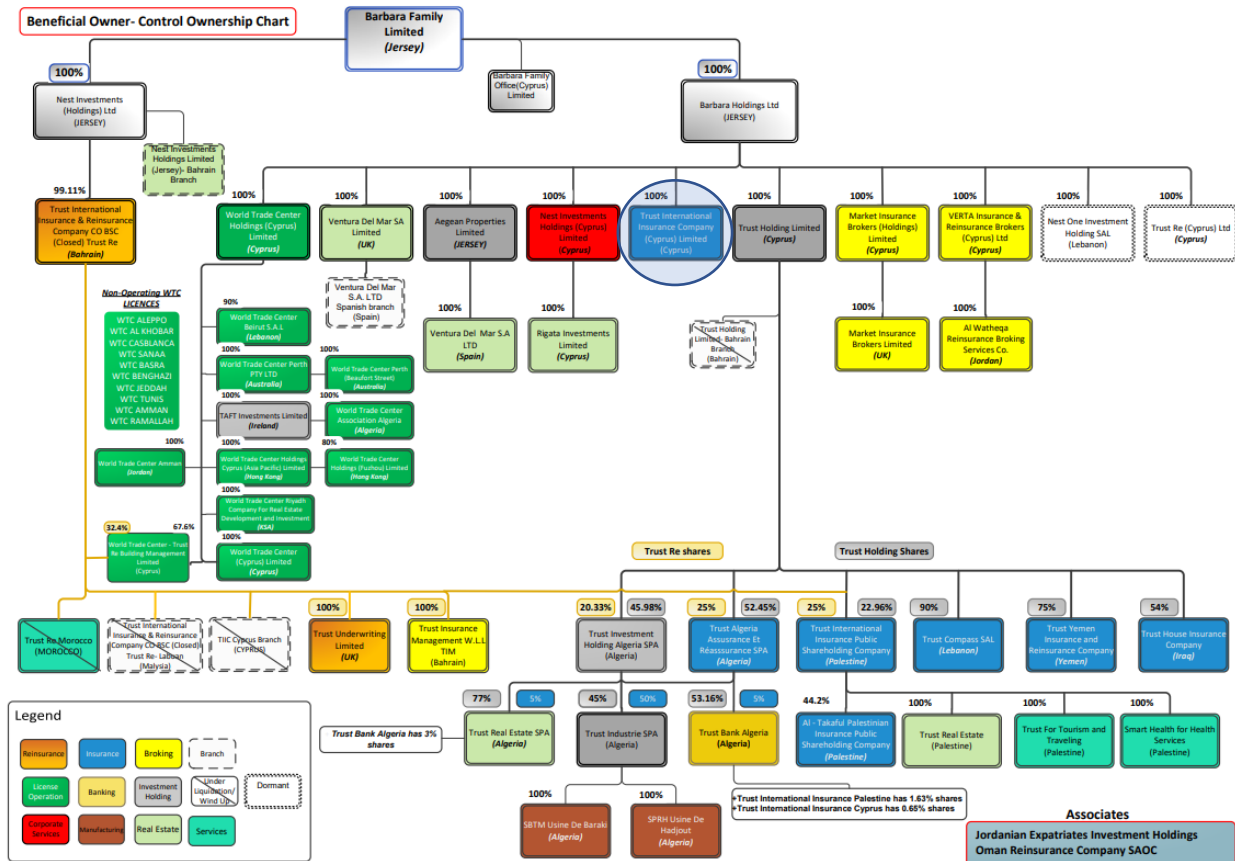 Beneficial Owner- Control Ownership Chart
Barbara Family
Limited
(Jersey)
100%
100%
Barbara Family
Office(Cyprus)
Limited
Nest Investments
(Holdings) Ltd
(JERSEY)
Barbara Holdings Ltd
(JERSEY)
Nest Investments
Holdings Limited
(Jersey)- Bahrain
Branch
99.11%
100%
100%
100%
100%
100%
100%
100%
100%
100%
100%
Trust International
Insurance & Reinsurance
Company CO BSC
(Closed) Trust Re
(Bahrain)
World Trade Center
Holdings (Cyprus)
Limited
(Cyprus)
Ventura Del Mar SA
Limited
(UK)
Aegean Properties
Limited
(JERSEY)
Nest Investments
Holdings (Cyprus)
Limited
(Cyprus)
Trust International
Insurance Company
(Cyprus) Limited
(Cyprus)
Trust Holding Limited
(Cyprus)
Market Insurance
Brokers (Holdings)
Limited
(Cyprus)
VERTA Insurance &
Reinsurance Brokers
(Cyprus) Ltd
(Cyprus)
Nest One Investment
Holding SAL
(Lebanon)
Trust Re (Cyprus) Ltd
(Cyprus)
Non-Operating WTC
LICENCES
WTC ALEPPO
WTC AL KHOBAR
WTC CASBLANCA
WTC SANAA
WTC BASRA
WTC BENGHAZI
WTC JEDDAH
WTC TUNIS
WTC AMMAN
WTC RAMALLAH
Ventura Del Mar
S.A. LTD
Spanish branch
(Spain)
90%
World Trade Center
Beirut S.A.L
(Lebanon)
100%
World Trade Center Perth
PTY LTD
(Australia)
100%
World Trade Center Perth
(Beaufort Street)
(Australia)
100%
TAFT Investments Limited
(Ireland)
100%
World Trade Center
Association Algeria
(Algeria)
100%
World Trade Center Amman
(Jordan)
100%
World Trade Center Holdings
Cyprus (Asia Pacific) Limited
(Hong Kong)
80%
World Trade Center
Holdings (Fuzhou) Limited
(Hong Kong)
100%
World Trade Center Riyadh
Company For Real Estate
Development and Investment
(KSA)
32.4%
67.6%
World Trade Center - Trust
Re Building Management
Limited
(Cyprus)
100%
World Trade Center
(Cyprus) Limited
(Cyprus)
100%
Ventura Del Mar S.A
LTD
(Spain)
100%
Rigata Investments
Limited
(Cyprus)
Trust Holding
Limited- Bahrain
Branch
(Bahrain)
100%
Market Insurance
Brokers Limited
(UK)
100%
Al Watheqa
Reinsurance Broking
Services Co.
(Jordan)
Trust Re shares
Trust Holding Shares
100%
100%
20.33%
45.98%
25%
52.45%
25%
22.96%
90%
75%
54%
Trust Re Morocco
(MOROCCO)
Trust International
Insurance & Reinsurance
Company CO BSC (Closed)
Trust Re- Labuan
(Malysia)
TIIC Cyprus Branch
(CYPRUS)
Trust Underwriting
Limited
(UK)
Trust Insurance
Management W.L.L
TIM
(Bahrain)
Trust Investment
Holding Algeria SPA
(Algeria)
Trust Algeria
Assusrance Et
Réasssurance SPA
(Algeria)
Trust International
Insurance Public
Shareholding Company
(Palestine)
Trust Compass SAL
(Lebanon)
Trust Yemen
Insurance and
Reinsurance Company
(Yemen)
Trust House Insurance
Company
(Iraq)
77%
5%
45%
50%
53.16%
5%
44.2%
100%
100%
100%
Trust Bank Algeria has 3%
shares
Trust Real Estate SPA
(Algeria)
Trust Industrie SPA
(Algeria)
Trust Bank Algeria
(Algeria)
Al - Takaful Palestinian
Insurance Public
Shareholding Company
(Palestine)
Trust Real Estate
(Palestine)
Trust For Tourism and
Traveling
(Palestine)
Smart Health for Health
Services
(Palestine)
100%
100%
SBTM Usine De Baraki
(Algeria)
SPRH Usine De
Hadjout
(Algeria)
+Trust International Insurance Palestine has 1.63% shares
+Trust International Insurance Cyprus has 0.66% shares
Legend
Reinsurance
Insurance
Broking
Branch
License
Operation
Banking
Investment
Holding
Under
Liquidation/
Wind Up
Dormant
Corporate
Services
Manufacturing
Real Estate
Services
Associates
Jordanian Expatriates Investment Holdings
Oman Reinsurance Company SAOC